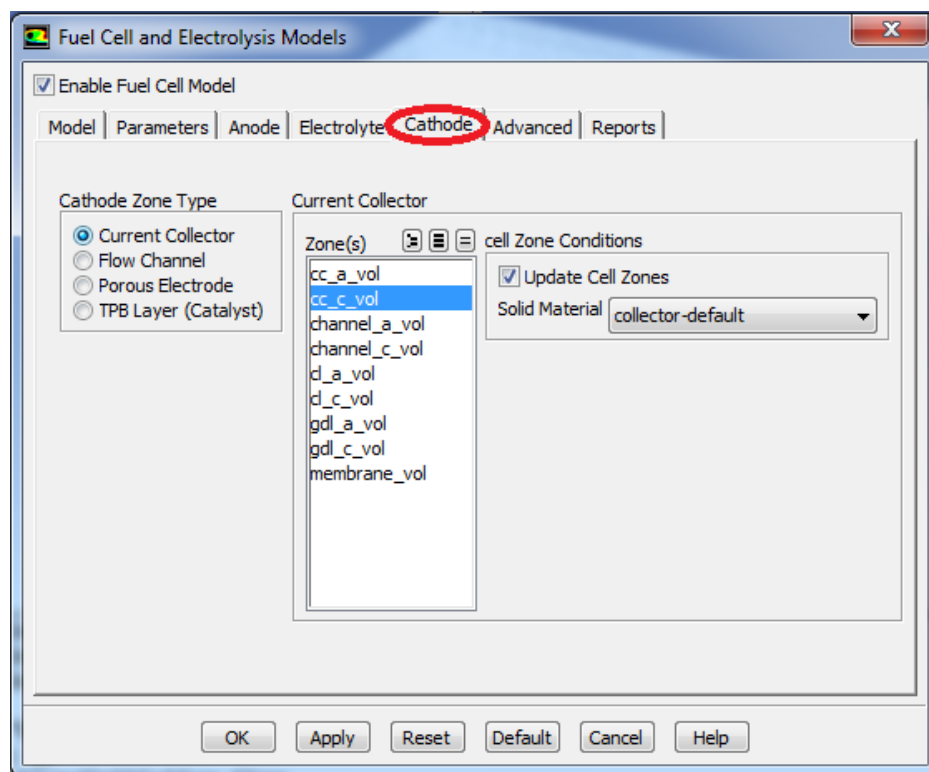 Fuel Cell and Electrolysis Models
X
Enable Fuel Cell Model
Model Parameters Anode Electrolyte Cathode Advanced Reports
Cathode Zone Type
Current Collector
Flow Channel
Porous Electrode
TPB Layer (Catalyst)
Current Collector
Zone(s)
cc_a_vol
cc_c_vol
channel_a_vol
channel_c_vol
cl_a_vol
cl_c_vol
gdl_a_vol
gdl_c_vol
membrane_vol
cell Zone Conditions
Update Cell Zones
Solid Material collector-default
OK Apply Reset Default Cancel Help